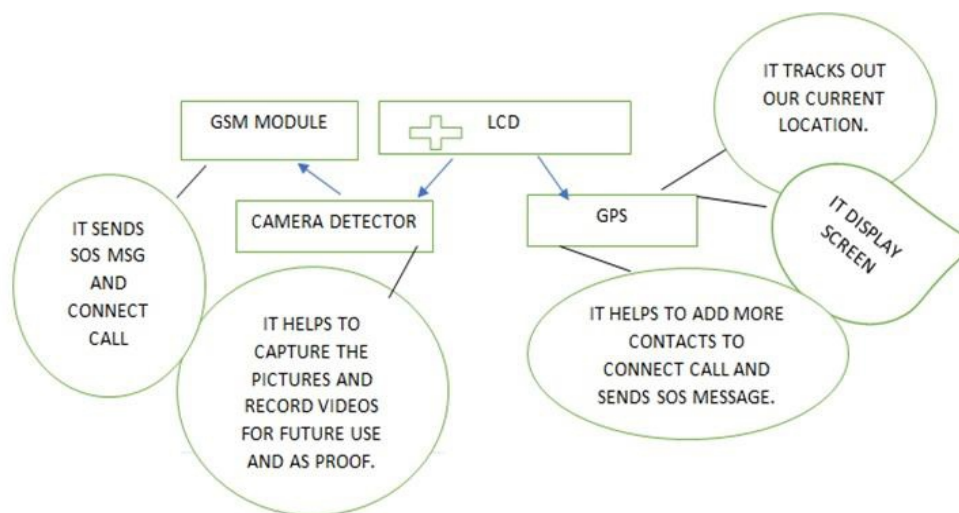 GSM MODULE
LCD
IT TRACKS OUT
OUR CURRENT
LOCATION.
CAMERA DETECTOR
GPS
IT DISPLAY
SCREEN
IT SENDS
SOS MSG
AND
CONNECT
CALL
IT HELPS TO
CAPTURE THE
PICTURES AND
RECORD VIDEOS
FOR FUTURE USE
AND AS PROOF.
IT HELPS TO ADD MORE
CONTACTS TO
CONNECT CALL AND
SENDS SOS MESSAGE.